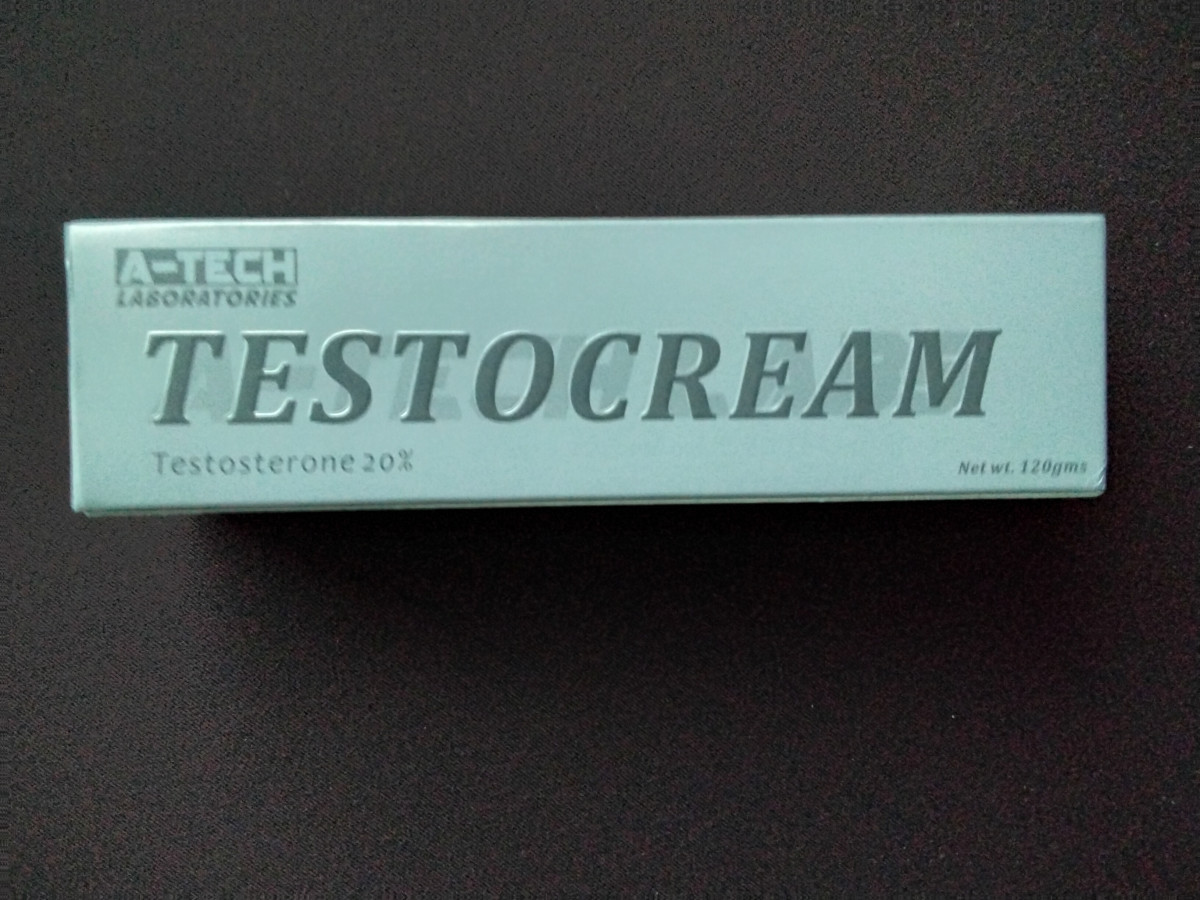 A-TECH
LABORATORIES
TESTOCREAM
Testosterone 20%
Net wt. 120gms